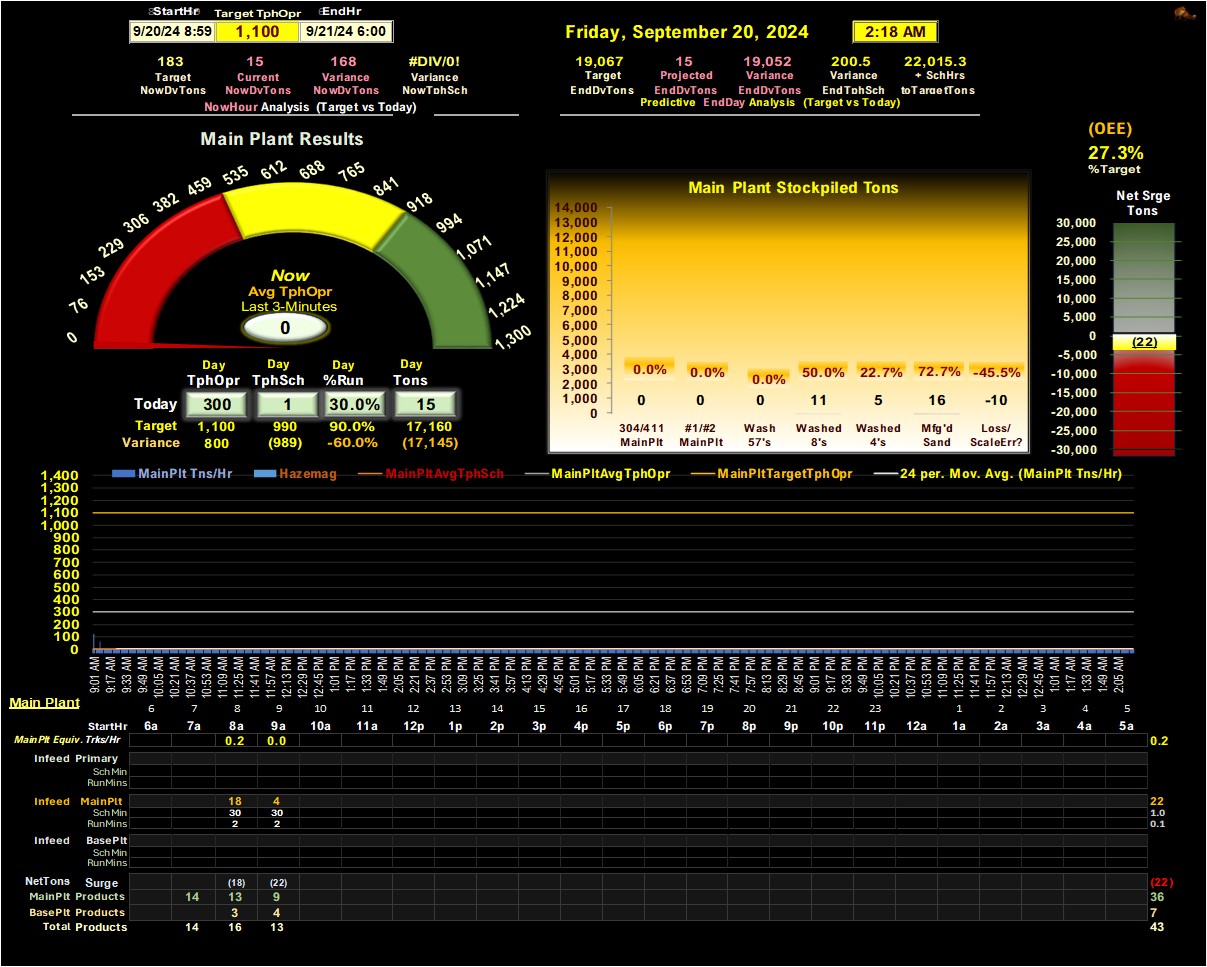 StartHr Target TphOpr EndHr
9/20/24 8:59 1,100 9/21/24 6:00
Friday, September 20, 2024 2:18 AM
183 15 168 #DIV/0!
Target Current Variance Variance
NowDvTons NowDvTons NowDvTons NowTphSch
NowHour Analysis (Target vs Today)
19,067 15 19,052 200.5 22,015.3
Target Projected Variance Variance + SchHrs
EndDvTons EndDvTons EndDvTons EndTphSch toTargetTons
Predictive EndDay Analysis (Target vs Today)
(OEE)
27.3%
%Target
Main Plant Results
0 76 153 229 306 382 459 535 612 688 765 841 918 994 1,071 1,147 1,224 1,300
Now
Avg TphOpr
Last 3-Minutes
0
Day Day Day Day
TphOpr TphSch %Run Tons
Today 300 1 30.0% 15
Target 1,100 990 90.0% 17,160
Variance 800 (989) -60.0% (17,145)
Main Plant Stockpiled Tons
14,000
13,000
12,000
11,000
10,000
9,000
8,000
7,000
6,000
5,000
4,000
3,000
2,000
1,000
0
0.0% 0.0% 0.0% 50.0% 22.7% 72.7% -45.5%
0 0 0 11 5 16 -10
304/411 #1/#2 Wash Washed Washed Mfg'd Loss/
MainPlt MainPlt 57's 8's 4's Sand ScaleErr?
Net Srge
Tons
30,000
25,000
20,000
15,000
10,000
5,000
0
(22)
-5,000
-10,000
-15,000
-20,000
-25,000
-30,000
MainPlt Tns/Hr Hazemag MainPltAvgTphSch MainPltAvgTphOpr MainPltTargetTphOpr 24 per. Mov. Avg. (MainPlt Tns/Hr)
1,400
1,300
1,200
1,100
1,000
900
800
700
600
500
400
300
200
100
0
9:01 AM 9:17 AM 9:33 AM 9:49 AM 10:05 AM 10:21 AM 10:37 AM 10:53 AM 11:09 AM 11:25 AM 11:41 AM 11:57 AM 12:13 PM 12:29 PM 12:45 PM 1:01 PM 1:17 PM 1:33 PM 1:49 PM 2:05 PM 2:21 PM 2:37 PM 2:53 PM 3:09 PM 3:25 PM 3:41 PM 3:57 PM 4:13 PM 4:29 PM 4:45 PM 5:01 PM 5:17 PM 5:33 PM 5:49 PM 6:05 PM 6:21 PM 6:37 PM 6:53 PM 7:09 PM 7:25 PM 7:41 PM 7:57 PM 8:13 PM 8:29 PM 8:45 PM 9:01 PM 9:17 PM 9:33 PM 9:49 PM 10:05 PM 10:21 PM 10:37 PM 10:53 PM 11:09 PM 11:25 PM 11:41 PM 11:57 PM 12:13 AM 12:29 AM 12:45 AM 1:01 AM 1:17 AM 1:33 AM 1:49 AM 2:05 AM
Main Plant
6 7 8 9 10 11 12 13 14 15 16 17 18 19 20 21 22 23 1 2 3 4 5
StartHr 6a 7a 8a 9a 10a 11a 12p 1p 2p 3p 4p 5p 6p 7p 8p 9p 10p 11p 12a 1a 2a 3a 4a 5a
MainPlt Equiv. Trks/Hr 0.2 0.0 0.2
Infeed Primary
Sch Min
RunMins
Infeed MainPlt 18 4 22
Sch Min 30 30 1.0
RunMins 2 2 0.1
Infeed BasePlt
Sch Min
RunMins
NetTons Surge (18) (22) (22)
MainPlt Products 14 13 9 36
BasePlt Products 3 4 7
Total Products 14 16 13 43